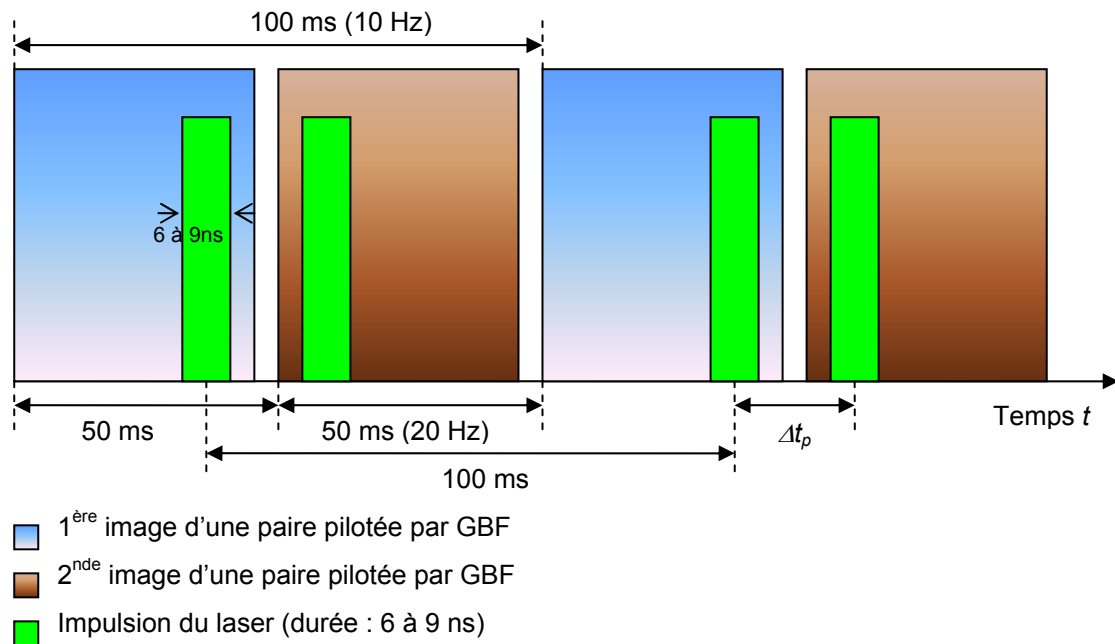 100 ms (10 Hz)
6 à 9ns
50 ms
50 ms (20 Hz)
Δtp
Temps t
100 ms
1ère image d'une paire pilotée par GBF
2nde image d'une paire pilotée par GBF
Impulsion du laser (durée : 6 à 9 ns)